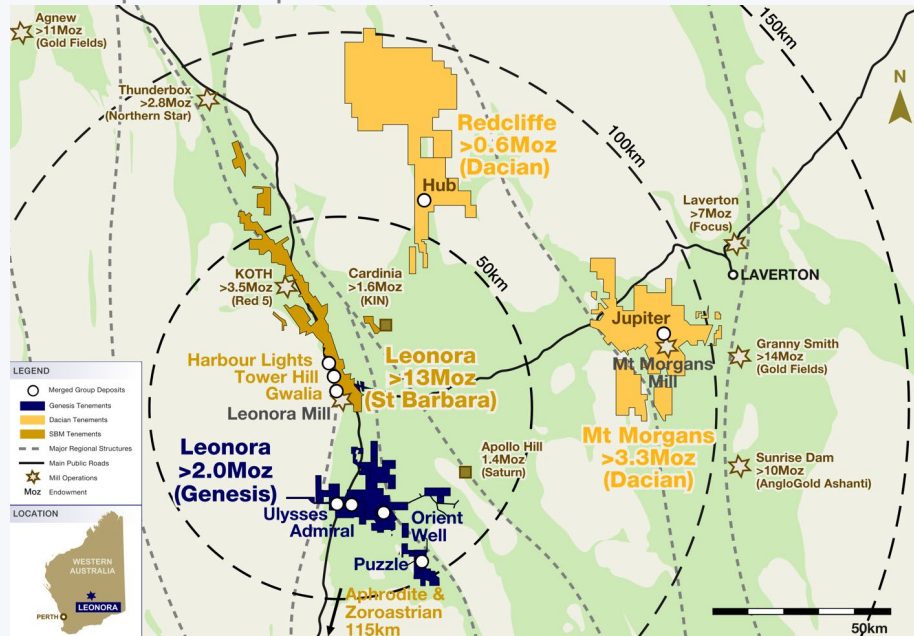 Agnew
>11Moz
(Gold Fields)
Thunderbox
>2.8Moz
(Northern Star)
150km
N
Redcliffe
>0.6Moz
(Dacian)
100km
Hub
Laverton
>7Moz
(Focus)
LAVERTON
KOTH
>3.5Moz
(Red 5)
Cardinia
>1.6Moz
(KIN)
50km
Jupiter
Mt Morgans
Mill
Granny Smith
>14Moz
(Gold Fields)
Harbour Lights
Tower Hill
Gwalia
Leonora Mill
Leonora
>13Moz
(St Barbara)
Mt Morgans
>3.3Moz
(Dacian)
Sunrise Dam
>10Moz
(AngloGold Ashanti)
Leonora
>2.0Moz
(Genesis)
Apollo Hill
1.4Moz
(Saturn)
Ulysses
Admiral
Orient
Well
Puzzle
Aphrodite &
Zoroastrian
115km
50km
LEGEND
Merged Group Deposits
Genesis Tenements
Dacian Tenements
SBM Tenements
Major Regional Structures
Main Public Roads
Mill Operations
Moz Endowment
LOCATION
WESTERN
AUSTRALIA
LEONORA
PERTH